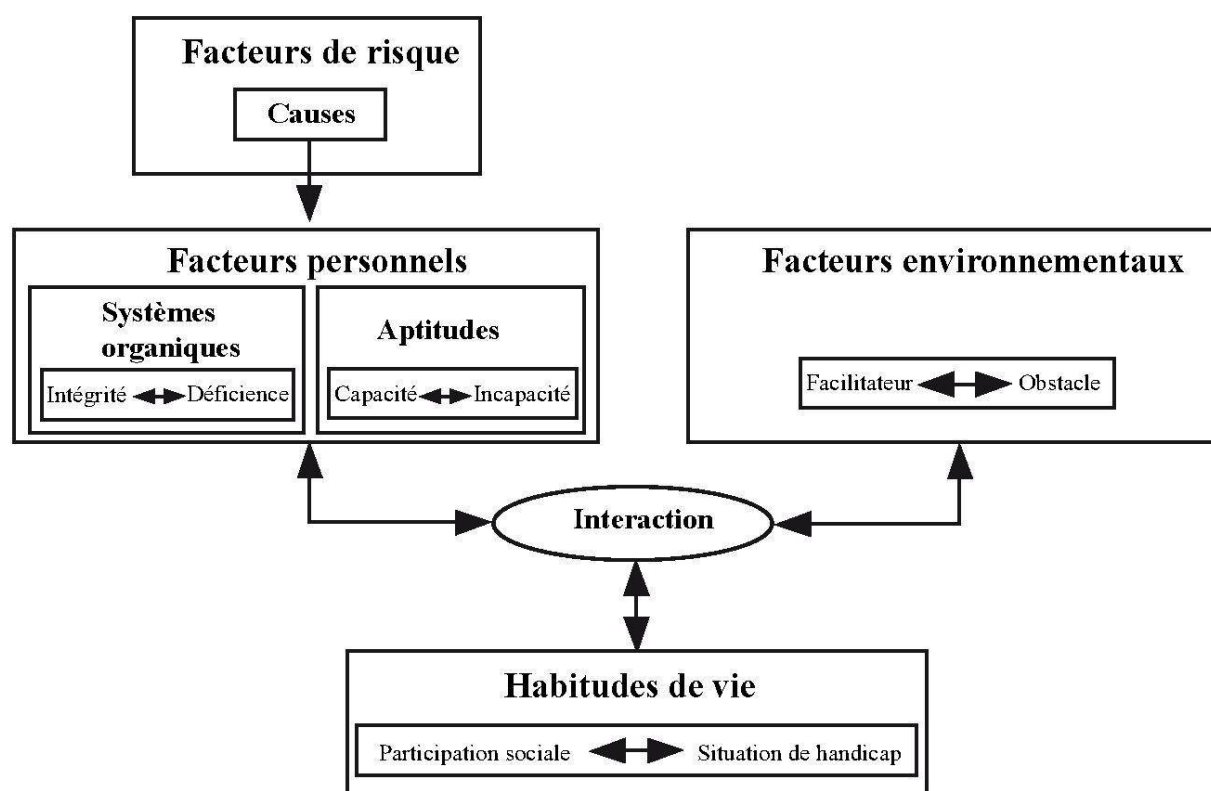 Facteurs de risque
Causes
Facteurs personnels
Systèmes
organiques
Intégrité Déficience
Aptitudes
Capacité Incapacité
Facteurs environnementaux
Facilitateur Obstacle
Interaction
Habitudes de vie
Participation sociale Situation de handicap